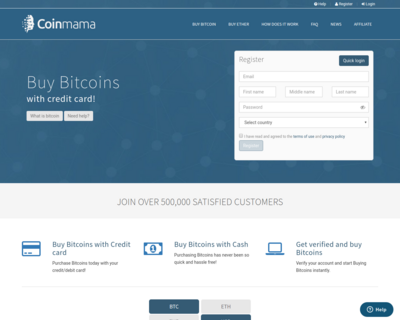 Help Register Login
Coinmama
BUY BITCOIN BUY ETHER HOW DOES IT WORK FAQ NEWS AFFILIATE
Register
Quick login
Email
First name Middle name Last name
Password
Select country
I have read and agreed to the terms of use and privacy policy
Register
Buy Bitcoins
with credit card!
What is bitcoin Need help?
JOIN OVER 500,000 SATISFIED CUSTOMERS
Buy Bitcoins with Credit card
Purchase Bitcoins today with your credit/debit card!
Buy Bitcoins with Cash
Purchasing Bitcoins has never been so quick and hassle free!
Get verified and buy Bitcoins
Verify your account and start Buying Bitcoins instantly.
BTC ETH
Help